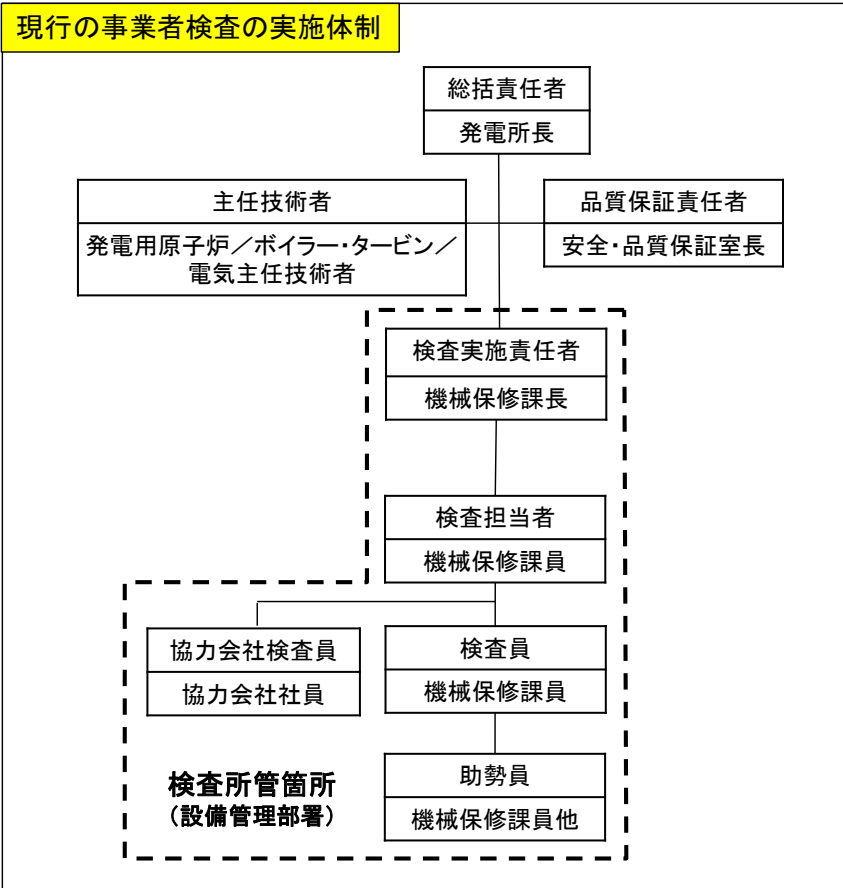 現行の事業者検査の実施体制
総括責任者
発電所長
主任技術者
発電用原子炉／ボイラー・タービン／
電気主任技術者
品質保証責任者
安全・品質保証室長
検査実施責任者
機械保修課長
検査担当者
機械保修課員
協力会社検査員
協力会社社員
検査員
機械保修課員
助勢員
機械保修課員他
検査所管箇所
（設備管理部署）